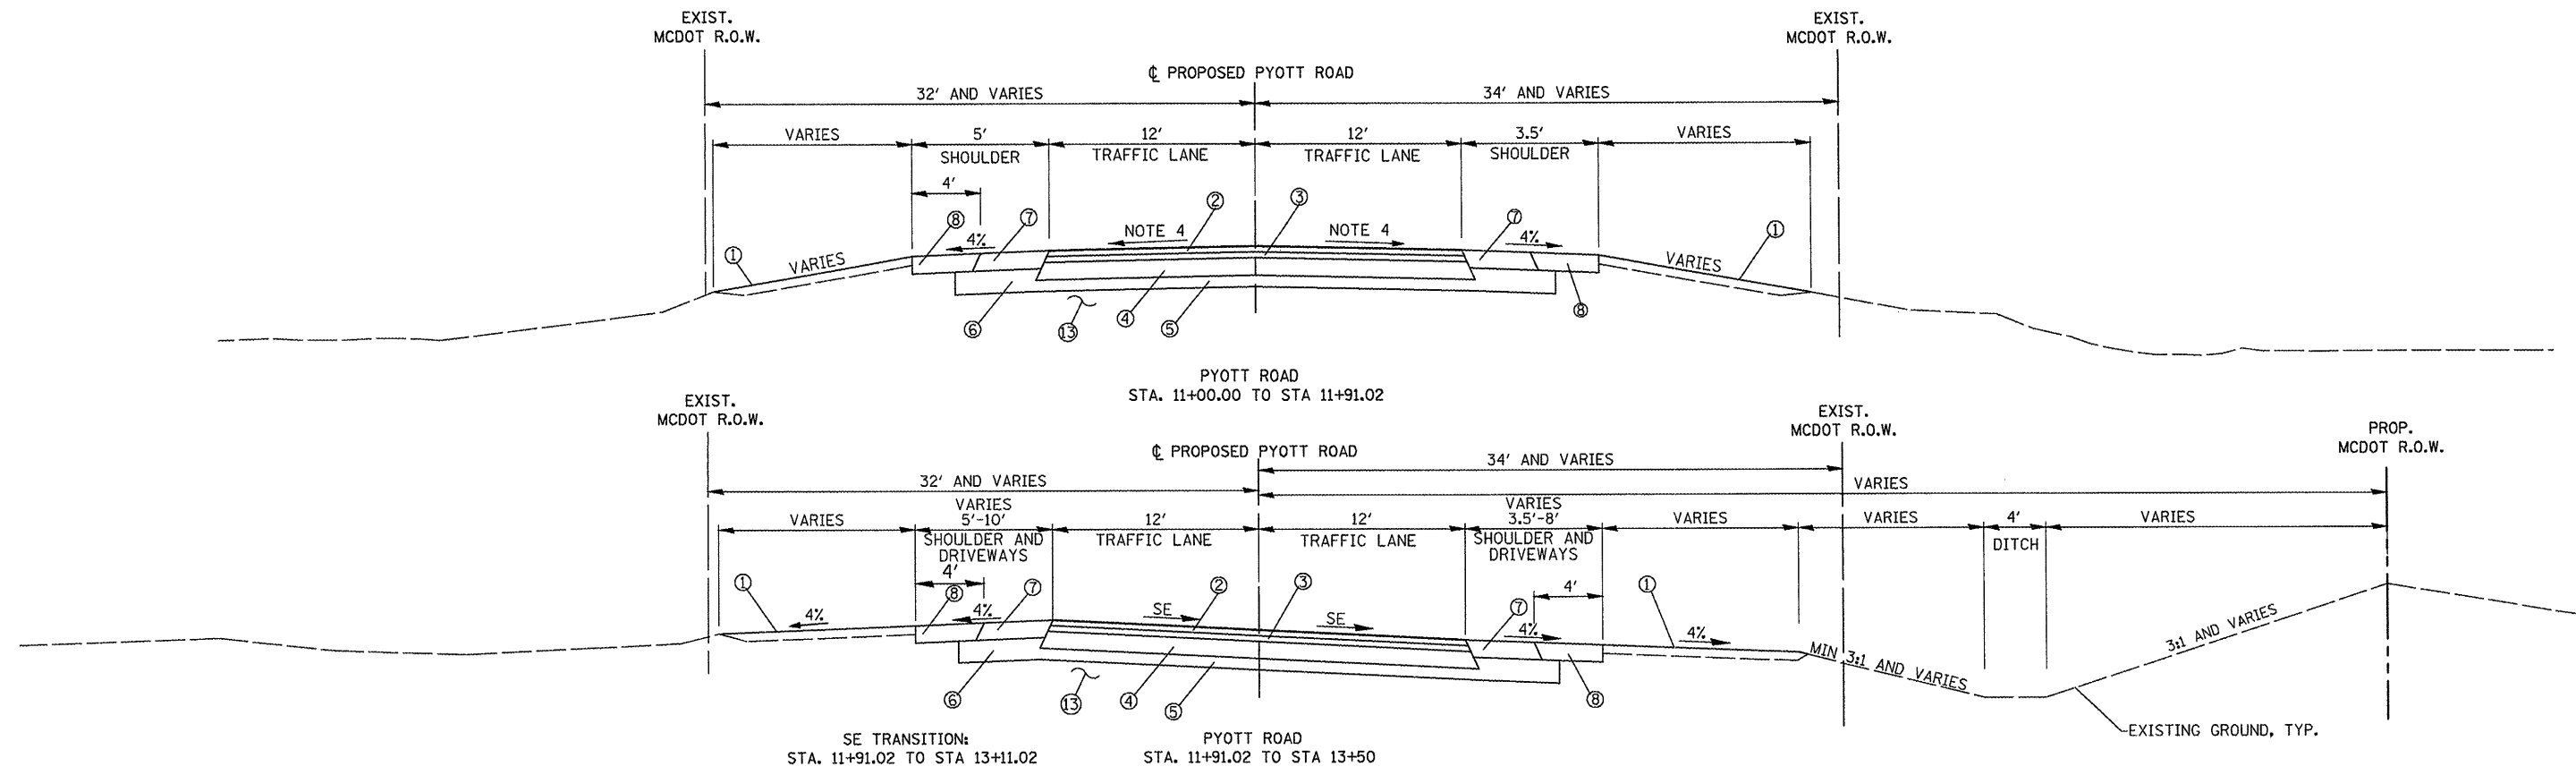 EXIST.
MCDOT R.O.W.
EXIST.
MCDOT R.O.W.
℄ PROPOSED PYOTT ROAD
32' AND VARIES
34' AND VARIES
VARIES
5'
SHOULDER
12'
TRAFFIC LANE
12'
TRAFFIC LANE
3.5'
SHOULDER
VARIES
4'
8
7
2
3
7
1
NOTE 4
NOTE 4
4%
4%
1
VARIES
VARIES
6
13
4
5
8
PYOTT ROAD
STA. 11+00.00 TO STA 11+91.02
EXIST.
MCDOT R.O.W.
EXIST.
MCDOT R.O.W.
PROP.
MCDOT R.O.W.
℄ PROPOSED PYOTT ROAD
34' AND VARIES
32' AND VARIES
VARIES
VARIES
VARIES
5'-10'
SHOULDER AND
DRIVEWAYS
12'
TRAFFIC LANE
12'
TRAFFIC LANE
VARIES
3.5'-8'
SHOULDER AND
DRIVEWAYS
VARIES
VARIES
4'
DITCH
VARIES
4'
4'
1
8
7
2
3
7
1
4%
4%
SE
SE
4%
4%
MIN 3:1 AND VARIES
3:1 AND VARIES
6
13
4
5
8
EXISTING GROUND, TYP.
SE TRANSITION:
STA. 11+91.02 TO STA 13+11.02
PYOTT ROAD
STA. 11+91.02 TO STA 13+50